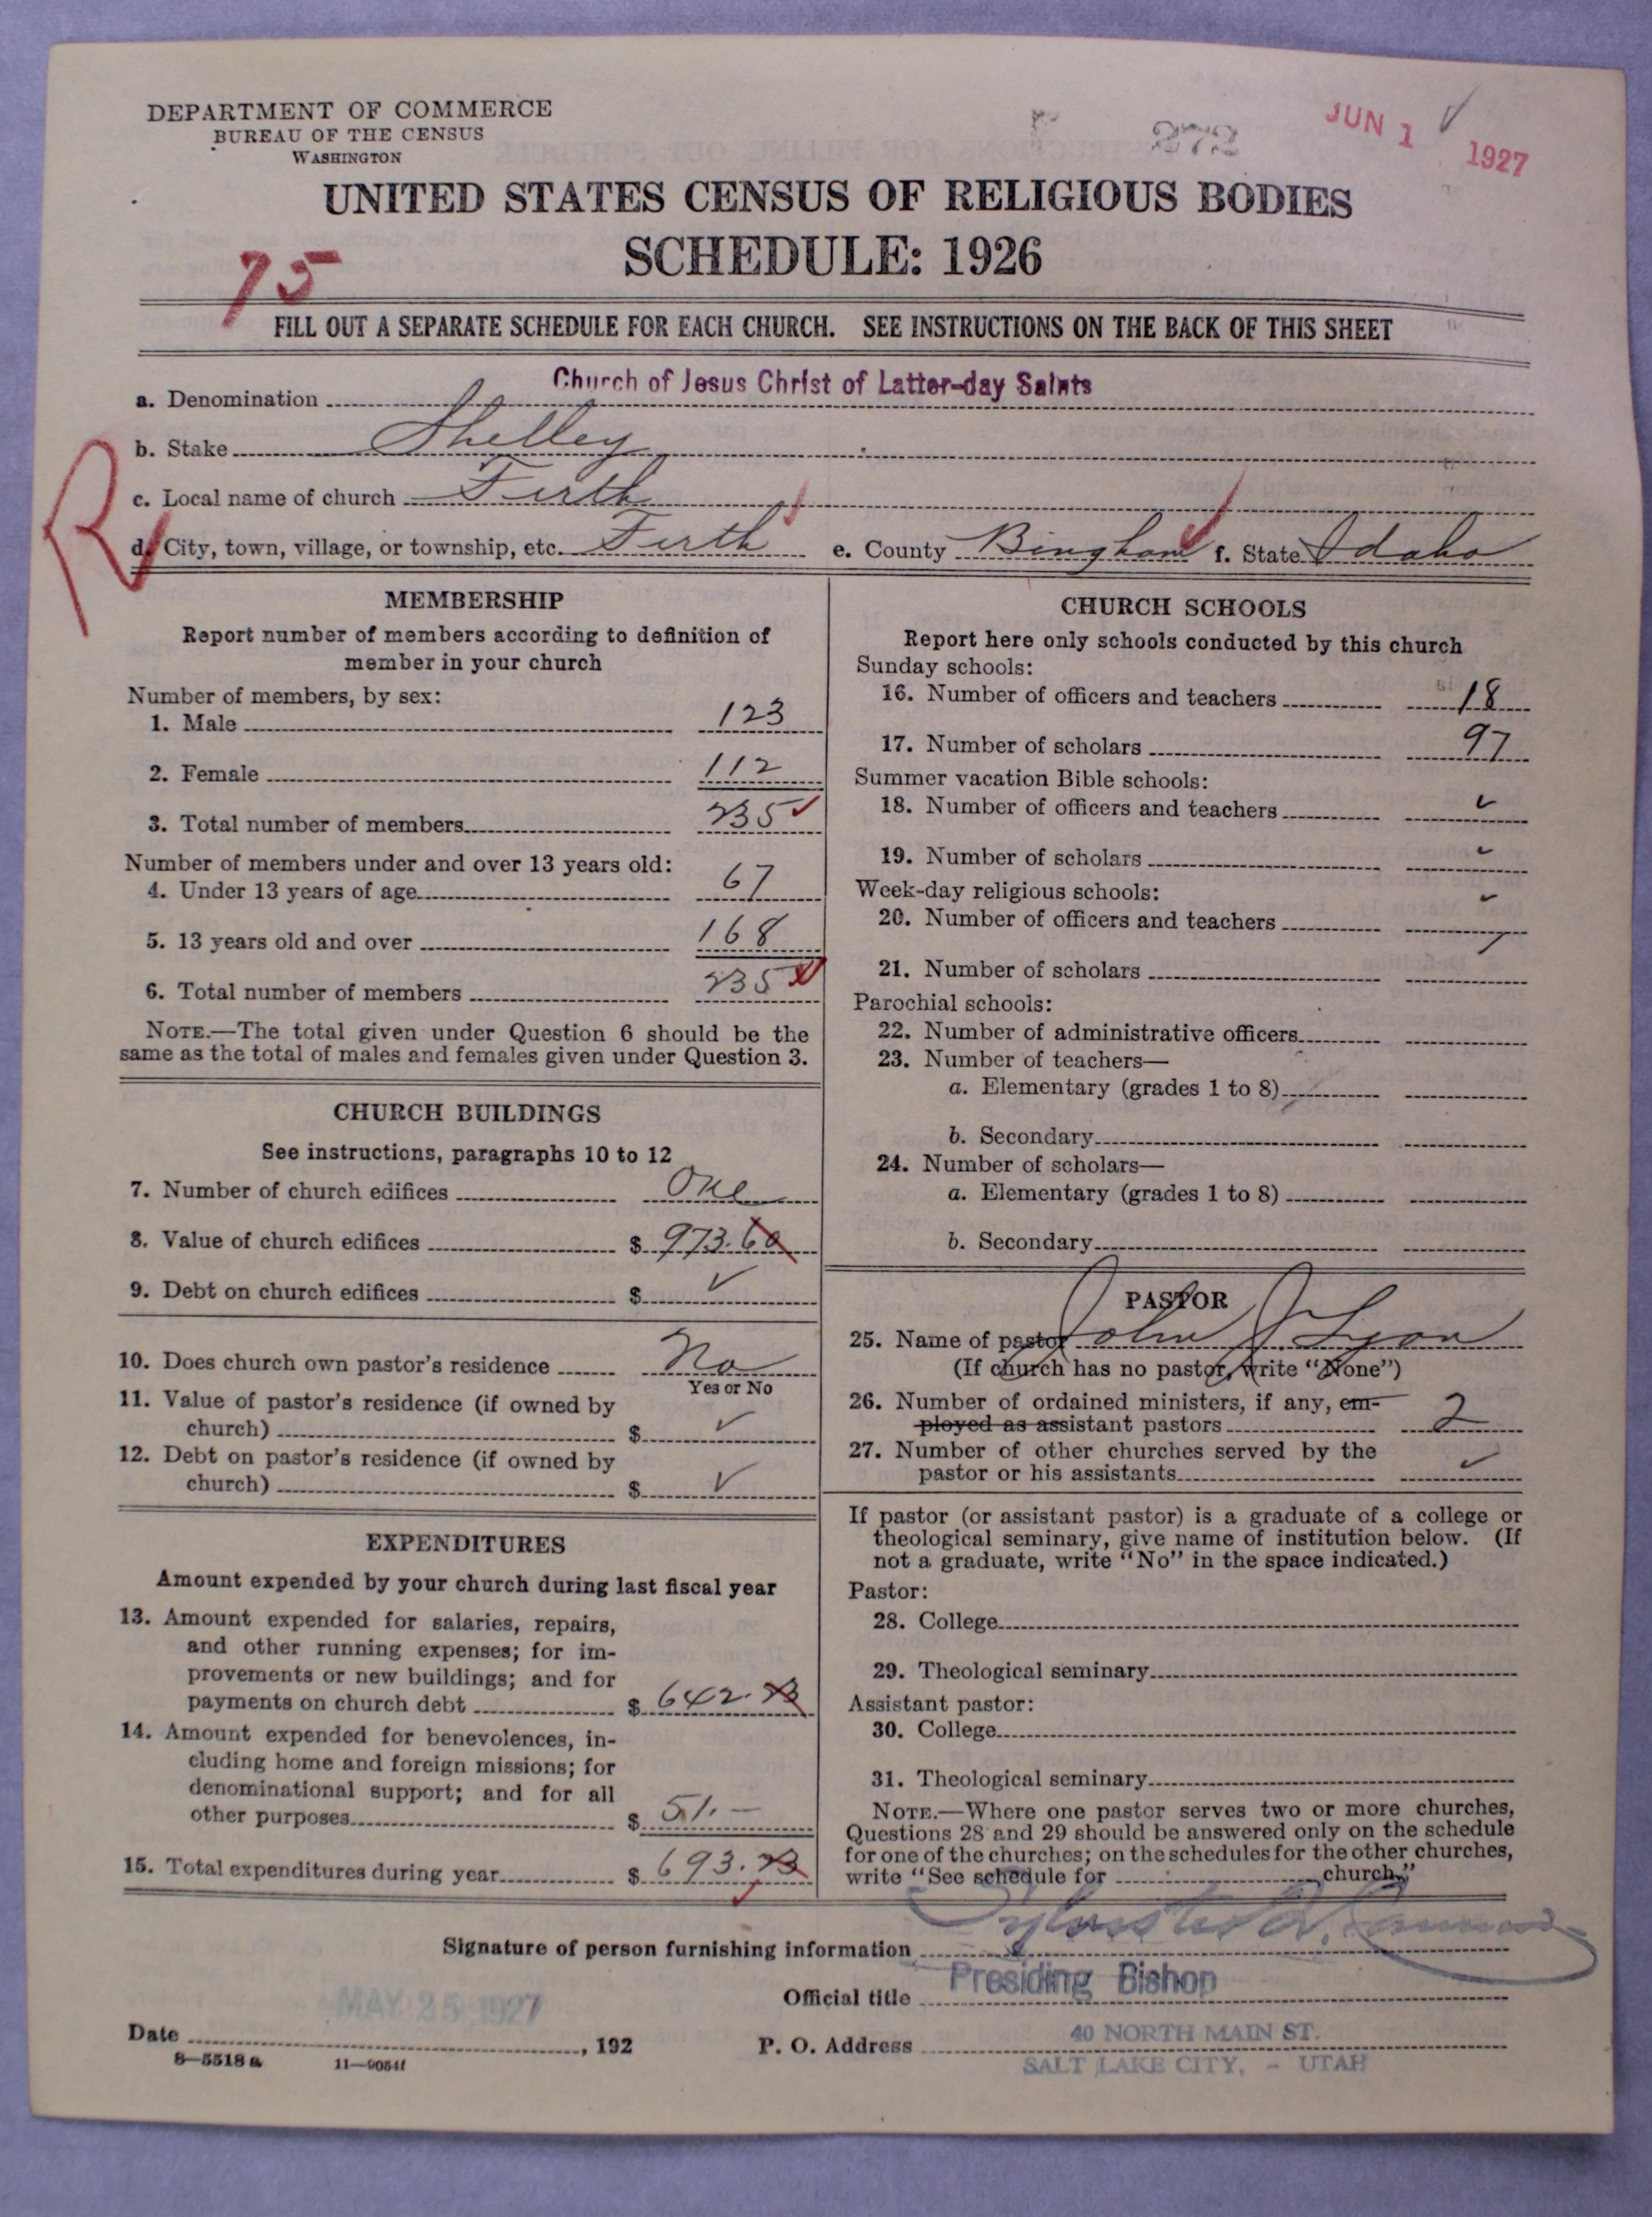 DEPARTMENT OF COMMERCE
BUREAU OF THE CENSUS
WASHINGTON
272
JUN 1 1927
UNITED STATES CENSUS OF RELIGIOUS BODIES
SCHEDULE: 1926
75
FILL OUT A SEPARATE SCHEDULE FOR EACH CHURCH. SEE INSTRUCTIONS ON THE BACK OF THIS SHEET
a. Denomination Church of Jesus Christ of Latter-day Saints
b. Stake Shelley
c. Local name of church Firth
R
d. City, town, village, or township, etc. Firth e. County Bingham f. State Idaho
MEMBERSHIP
Report number of members according to definition of
member in your church
Number of members, by sex:
1. Male 123
2. Female 112
3. Total number of members 235
Number of members under and over 13 years old:
4. Under 13 years of age 67
5. 13 years old and over 168
6. Total number of members 235
NOTE.—The total given under Question 6 should be the
same as the total of males and females given under Question 3.
CHURCH BUILDINGS
See instructions, paragraphs 10 to 12
7. Number of church edifices One
8. Value of church edifices $ 973.60
9. Debt on church edifices $ ✓
10. Does church own pastor's residence No
Yes or No
11. Value of pastor's residence (if owned by
church) $ ✓
12. Debt on pastor's residence (if owned by
church) $ ✓
EXPENDITURES
Amount expended by your church during last fiscal year
13. Amount expended for salaries, repairs,
and other running expenses; for im-
provements or new buildings; and for
payments on church debt $ 642.23
14. Amount expended for benevolences, in-
cluding home and foreign missions; for
denominational support; and for all
other purposes $ 51.—
15. Total expenditures during year $ 693.23
CHURCH SCHOOLS
Report here only schools conducted by this church
Sunday schools:
16. Number of officers and teachers 18
17. Number of scholars 97
Summer vacation Bible schools:
18. Number of officers and teachers ✓
19. Number of scholars ✓
Week-day religious schools:
20. Number of officers and teachers ✓
21. Number of scholars
Parochial schools:
22. Number of administrative officers
23. Number of teachers—
a. Elementary (grades 1 to 8)
b. Secondary
24. Number of scholars—
a. Elementary (grades 1 to 8)
b. Secondary
PASTOR
25. Name of pastor John J. Lyon
(If church has no pastor, write "None")
26. Number of ordained ministers, if any, em-
ployed as assistant pastors 2
27. Number of other churches served by the
pastor or his assistants ✓
If pastor (or assistant pastor) is a graduate of a college or
theological seminary, give name of institution below. (If
not a graduate, write "No" in the space indicated.)
Pastor:
28. College
29. Theological seminary
Assistant pastor:
30. College
31. Theological seminary
NOTE.—Where one pastor serves two or more churches,
Questions 28 and 29 should be answered only on the schedule
for one of the churches; on the schedules for the other churches,
write "See schedule for church."
Signature of person furnishing information Sylvester Q. Cannon
Official title Presiding Bishop
MAY 25 1927
Date , 192
P. O. Address 40 NORTH MAIN ST.
SALT LAKE CITY, - UTAH
8—5518a 11—9054f